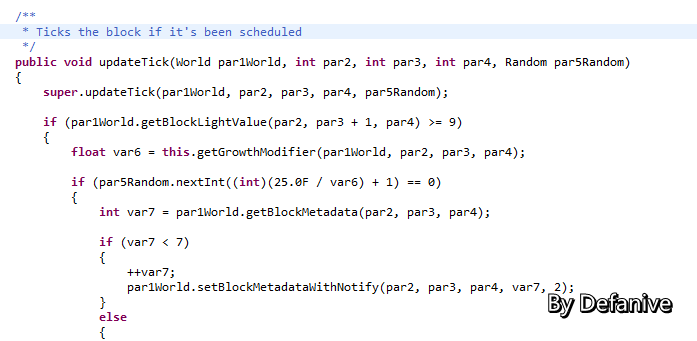 /**
 * Ticks the block if it's been scheduled
 */
public void updateTick(World par1World, int par2, int par3, int par4, Random par5Random)
{
    super.updateTick(par1World, par2, par3, par4, par5Random);

    if (par1World.getBlockLightValue(par2, par3 + 1, par4) >= 9)
    {
        float var6 = this.getGrowthModifier(par1World, par2, par3, par4);

        if (par5Random.nextInt((int)(25.0F / var6) + 1) == 0)
        {
            int var7 = par1World.getBlockMetadata(par2, par3, par4);

            if (var7 < 7)
            {
                ++var7;
                par1World.setBlockMetadataWithNotify(par2, par3, par4, var7, 2);
            }
By Defanive
            else
            {